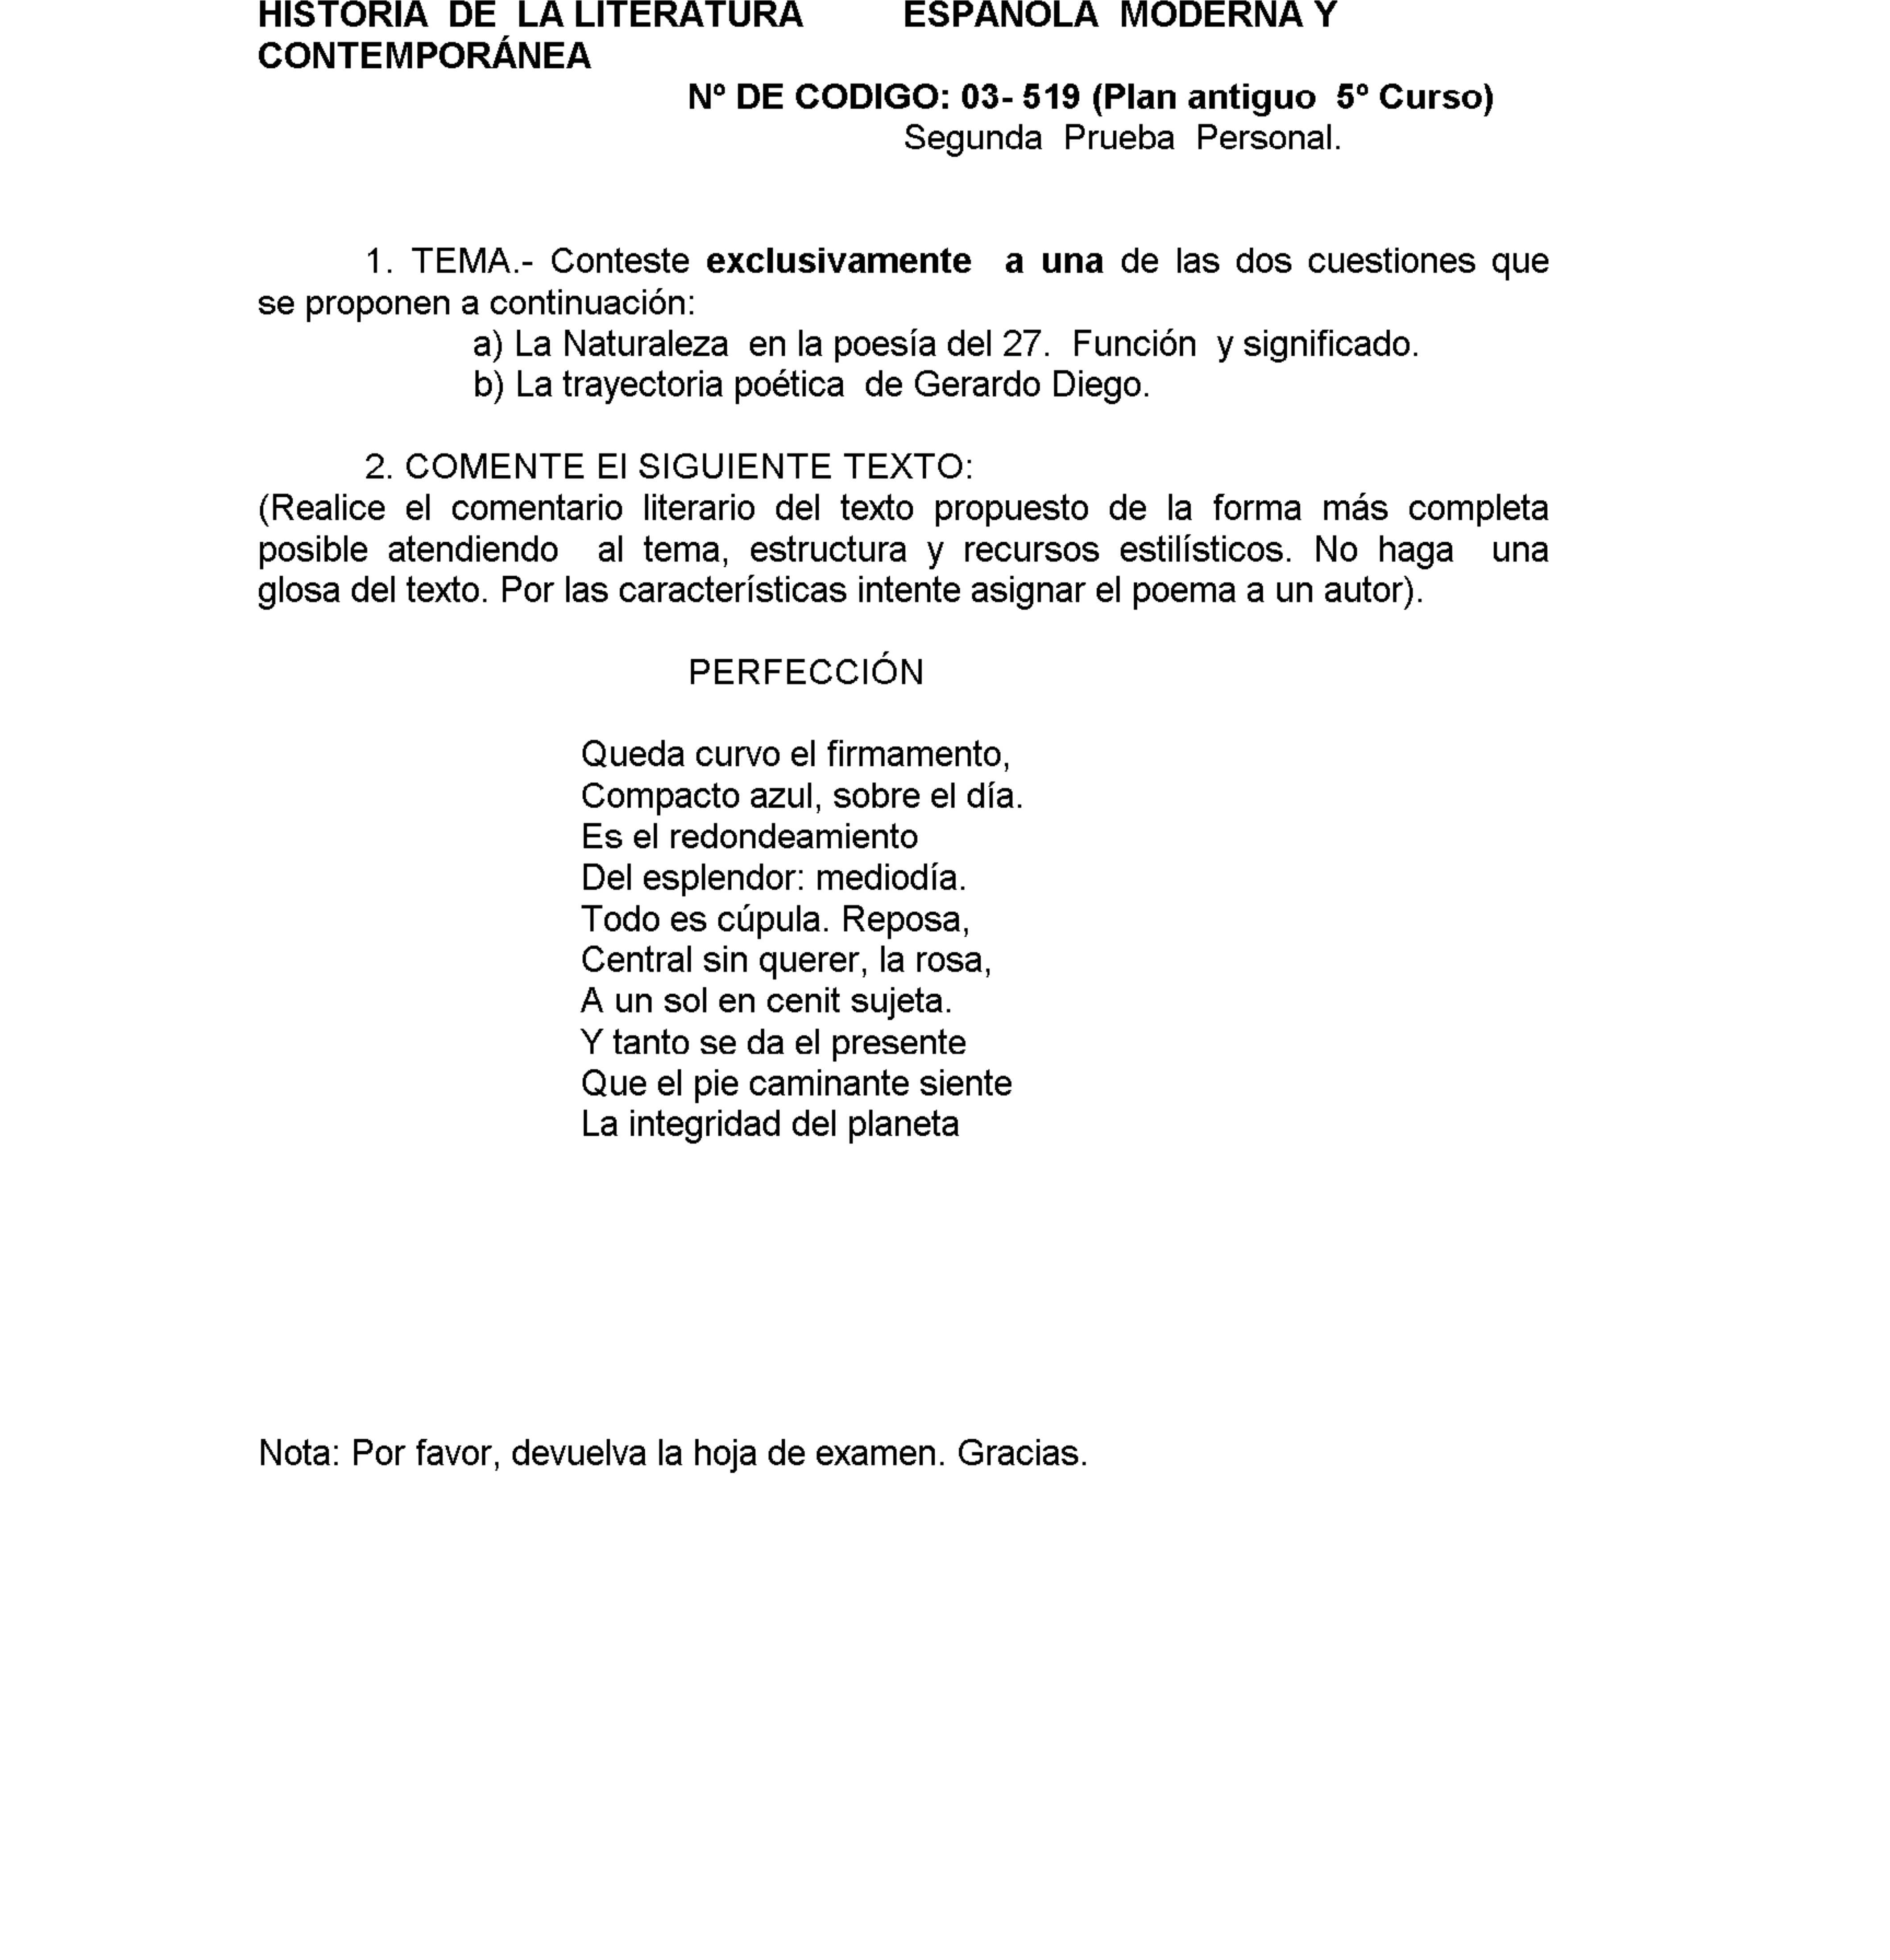 HISTORIA DE LA LITERATURA ESPAÑOLA MODERNA Y
CONTEMPORÁNEA
Nº DE CODIGO: 03- 519 (Plan antiguo 5º Curso)
Segunda Prueba Personal.
1. TEMA.- Conteste exclusivamente a una de las dos cuestiones que
se proponen a continuación:
a) La Naturaleza en la poesía del 27. Función y significado.
b) La trayectoria poética de Gerardo Diego.
2. COMENTE El SIGUIENTE TEXTO:
(Realice el comentario literario del texto propuesto de la forma más completa
posible atendiendo al tema, estructura y recursos estilísticos. No haga una
glosa del texto. Por las características intente asignar el poema a un autor).
PERFECCIÓN
Queda curvo el firmamento,
Compacto azul, sobre el día.
Es el redondeamiento
Del esplendor: mediodía.
Todo es cúpula. Reposa,
Central sin querer, la rosa,
A un sol en cenit sujeta.
Y tanto se da el presente
Que el pie caminante siente
La integridad del planeta
Nota: Por favor, devuelva la hoja de examen. Gracias.